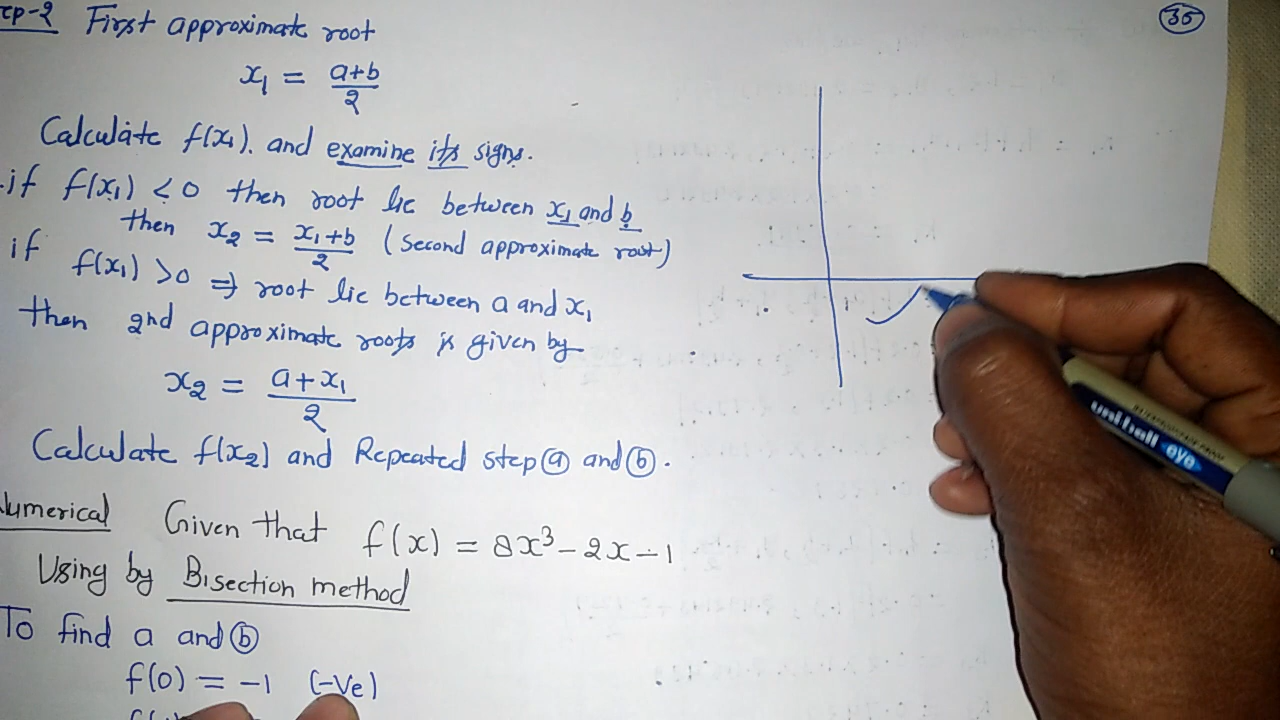 35
ep-2 First approximate root
x₁ = a+b/2
Calculate f(x₁). and examine its signs.
if f(x₁) < 0 then root lie between x₁ and b
then x₂ = x₁+b/2 (Second approximate root)
if f(x₁) > 0 ⇒ root lie between a and x₁
then 2nd approximate roots is given by
x₂ = a+x₁/2
Calculate f(x₂) and Repeated step ⓐ and ⓑ.
Numerical Given that f(x) = 8x³ - 2x - 1
Using by Bisection method
To find a and ⓑ
f(0) = -1 (-ve)
uni-ball eye